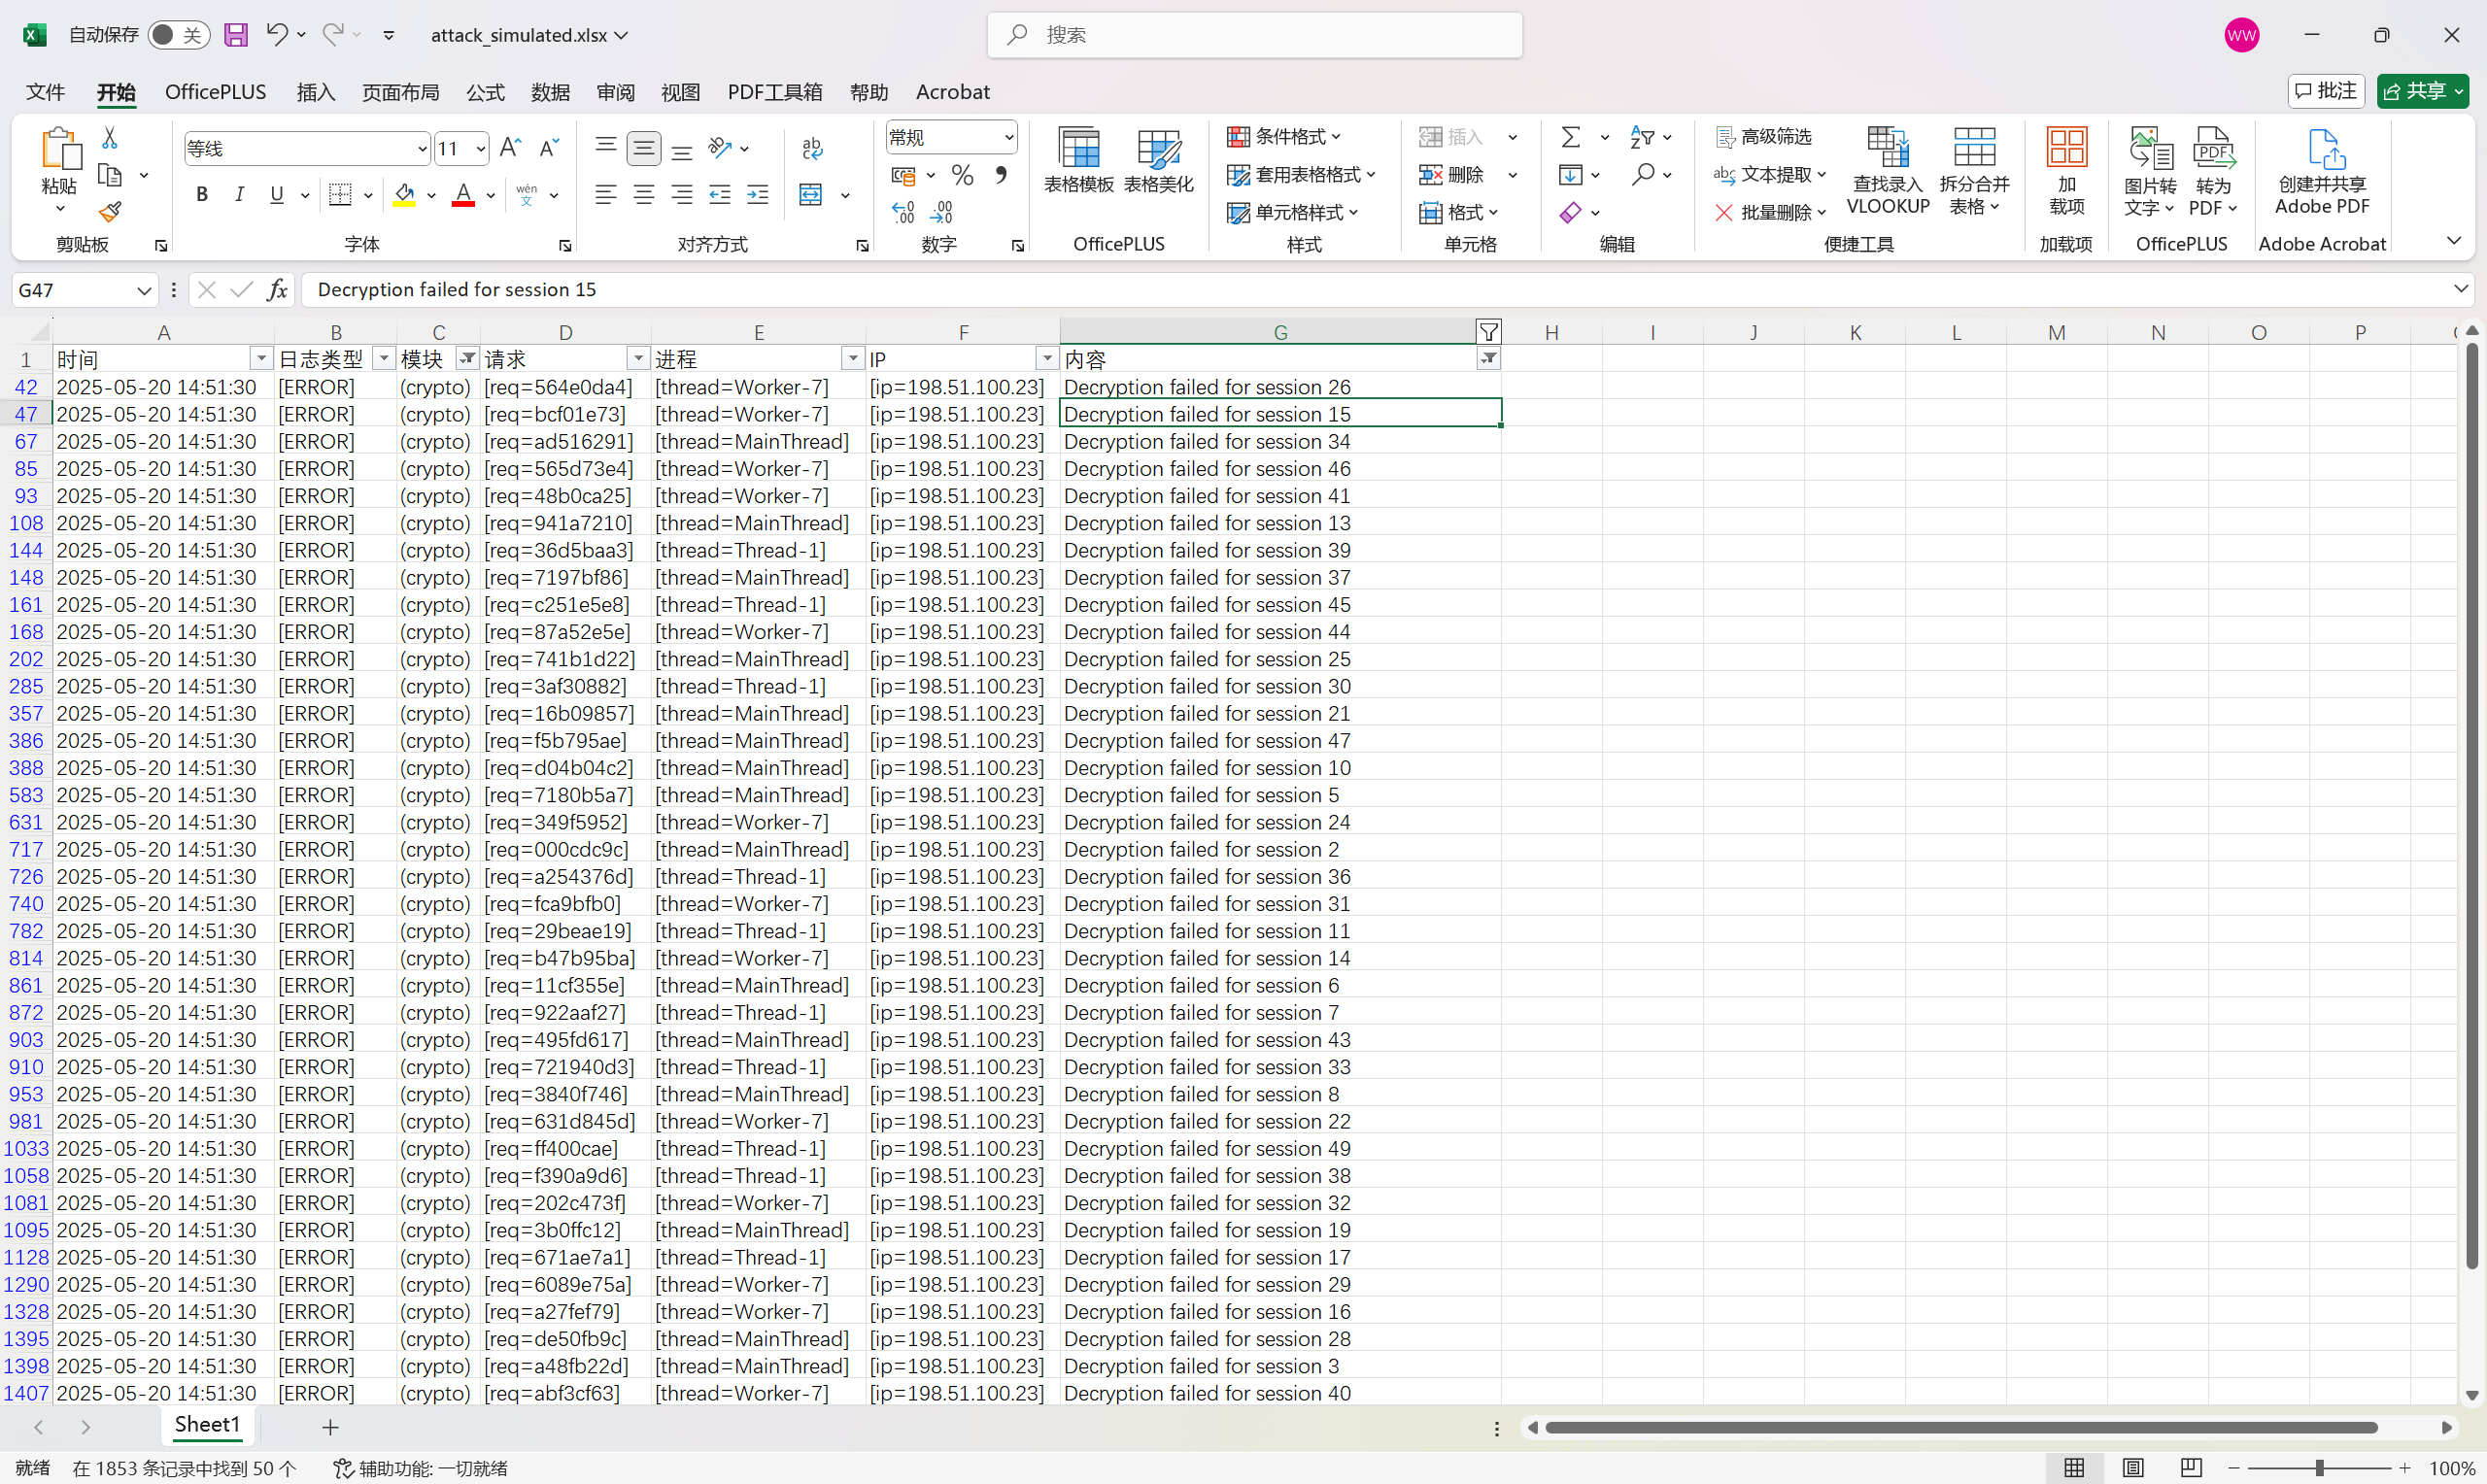 自动保存 关 attack_simulated.xlsx 搜索 WW
文件 开始 OfficePLUS 插入 页面布局 公式 数据 审阅 视图 PDF工具箱 帮助 Acrobat 批注 共享
粘贴 等线 11 常规 表格模板 表格美化 条件格式 套用表格格式 单元格样式 插入 删除 格式 高级筛选 文本提取 批量删除 查找录入 VLOOKUP 拆分合并 表格 加 载项 图片转 文字 转为 PDF 创建并共享 Adobe PDF
剪贴板 字体 对齐方式 数字 OfficePLUS 样式 单元格 编辑 便捷工具 加载项 OfficePLUS Adobe Acrobat
G47 fx Decryption failed for session 15
A B C D E F G H I J K L M N O P
1 时间 日志类型 模块 请求 进程 IP 内容
42 2025-05-20 14:51:30 [ERROR] (crypto) [req=564e0da4] [thread=Worker-7] [ip=198.51.100.23] Decryption failed for session 26
47 2025-05-20 14:51:30 [ERROR] (crypto) [req=bcf01e73] [thread=Worker-7] [ip=198.51.100.23] Decryption failed for session 15
67 2025-05-20 14:51:30 [ERROR] (crypto) [req=ad516291] [thread=MainThread] [ip=198.51.100.23] Decryption failed for session 34
85 2025-05-20 14:51:30 [ERROR] (crypto) [req=565d73e4] [thread=Worker-7] [ip=198.51.100.23] Decryption failed for session 46
93 2025-05-20 14:51:30 [ERROR] (crypto) [req=48b0ca25] [thread=Worker-7] [ip=198.51.100.23] Decryption failed for session 41
108 2025-05-20 14:51:30 [ERROR] (crypto) [req=941a7210] [thread=MainThread] [ip=198.51.100.23] Decryption failed for session 13
144 2025-05-20 14:51:30 [ERROR] (crypto) [req=36d5baa3] [thread=Thread-1] [ip=198.51.100.23] Decryption failed for session 39
148 2025-05-20 14:51:30 [ERROR] (crypto) [req=7197bf86] [thread=MainThread] [ip=198.51.100.23] Decryption failed for session 37
161 2025-05-20 14:51:30 [ERROR] (crypto) [req=c251e5e8] [thread=Thread-1] [ip=198.51.100.23] Decryption failed for session 45
168 2025-05-20 14:51:30 [ERROR] (crypto) [req=87a52e5e] [thread=Worker-7] [ip=198.51.100.23] Decryption failed for session 44
202 2025-05-20 14:51:30 [ERROR] (crypto) [req=741b1d22] [thread=MainThread] [ip=198.51.100.23] Decryption failed for session 25
285 2025-05-20 14:51:30 [ERROR] (crypto) [req=3af30882] [thread=Thread-1] [ip=198.51.100.23] Decryption failed for session 30
357 2025-05-20 14:51:30 [ERROR] (crypto) [req=16b09857] [thread=MainThread] [ip=198.51.100.23] Decryption failed for session 21
386 2025-05-20 14:51:30 [ERROR] (crypto) [req=f5b795ae] [thread=MainThread] [ip=198.51.100.23] Decryption failed for session 47
388 2025-05-20 14:51:30 [ERROR] (crypto) [req=d04b04c2] [thread=MainThread] [ip=198.51.100.23] Decryption failed for session 10
583 2025-05-20 14:51:30 [ERROR] (crypto) [req=7180b5a7] [thread=MainThread] [ip=198.51.100.23] Decryption failed for session 5
631 2025-05-20 14:51:30 [ERROR] (crypto) [req=349f5952] [thread=Worker-7] [ip=198.51.100.23] Decryption failed for session 24
717 2025-05-20 14:51:30 [ERROR] (crypto) [req=000cdc9c] [thread=MainThread] [ip=198.51.100.23] Decryption failed for session 2
726 2025-05-20 14:51:30 [ERROR] (crypto) [req=a254376d] [thread=Thread-1] [ip=198.51.100.23] Decryption failed for session 36
740 2025-05-20 14:51:30 [ERROR] (crypto) [req=fca9bfb0] [thread=Worker-7] [ip=198.51.100.23] Decryption failed for session 31
782 2025-05-20 14:51:30 [ERROR] (crypto) [req=29beae19] [thread=Thread-1] [ip=198.51.100.23] Decryption failed for session 11
814 2025-05-20 14:51:30 [ERROR] (crypto) [req=b47b95ba] [thread=Worker-7] [ip=198.51.100.23] Decryption failed for session 14
861 2025-05-20 14:51:30 [ERROR] (crypto) [req=11cf355e] [thread=MainThread] [ip=198.51.100.23] Decryption failed for session 6
872 2025-05-20 14:51:30 [ERROR] (crypto) [req=922aaf27] [thread=Thread-1] [ip=198.51.100.23] Decryption failed for session 7
903 2025-05-20 14:51:30 [ERROR] (crypto) [req=495fd617] [thread=MainThread] [ip=198.51.100.23] Decryption failed for session 43
910 2025-05-20 14:51:30 [ERROR] (crypto) [req=721940d3] [thread=Thread-1] [ip=198.51.100.23] Decryption failed for session 33
953 2025-05-20 14:51:30 [ERROR] (crypto) [req=3840f746] [thread=MainThread] [ip=198.51.100.23] Decryption failed for session 8
981 2025-05-20 14:51:30 [ERROR] (crypto) [req=631d845d] [thread=Worker-7] [ip=198.51.100.23] Decryption failed for session 22
1033 2025-05-20 14:51:30 [ERROR] (crypto) [req=ff400cae] [thread=Thread-1] [ip=198.51.100.23] Decryption failed for session 49
1058 2025-05-20 14:51:30 [ERROR] (crypto) [req=f390a9d6] [thread=Thread-1] [ip=198.51.100.23] Decryption failed for session 38
1081 2025-05-20 14:51:30 [ERROR] (crypto) [req=202c473f] [thread=Worker-7] [ip=198.51.100.23] Decryption failed for session 32
1095 2025-05-20 14:51:30 [ERROR] (crypto) [req=3b0ffc12] [thread=MainThread] [ip=198.51.100.23] Decryption failed for session 19
1128 2025-05-20 14:51:30 [ERROR] (crypto) [req=671ae7a1] [thread=Thread-1] [ip=198.51.100.23] Decryption failed for session 17
1290 2025-05-20 14:51:30 [ERROR] (crypto) [req=6089e75a] [thread=Worker-7] [ip=198.51.100.23] Decryption failed for session 29
1328 2025-05-20 14:51:30 [ERROR] (crypto) [req=a27fef79] [thread=Worker-7] [ip=198.51.100.23] Decryption failed for session 16
1395 2025-05-20 14:51:30 [ERROR] (crypto) [req=de50fb9c] [thread=MainThread] [ip=198.51.100.23] Decryption failed for session 28
1398 2025-05-20 14:51:30 [ERROR] (crypto) [req=a48fb22d] [thread=MainThread] [ip=198.51.100.23] Decryption failed for session 3
1407 2025-05-20 14:51:30 [ERROR] (crypto) [req=abf3cf63] [thread=Worker-7] [ip=198.51.100.23] Decryption failed for session 40
Sheet1
就绪 在 1853 条记录中找到 50 个 辅助功能: 一切就绪 100%